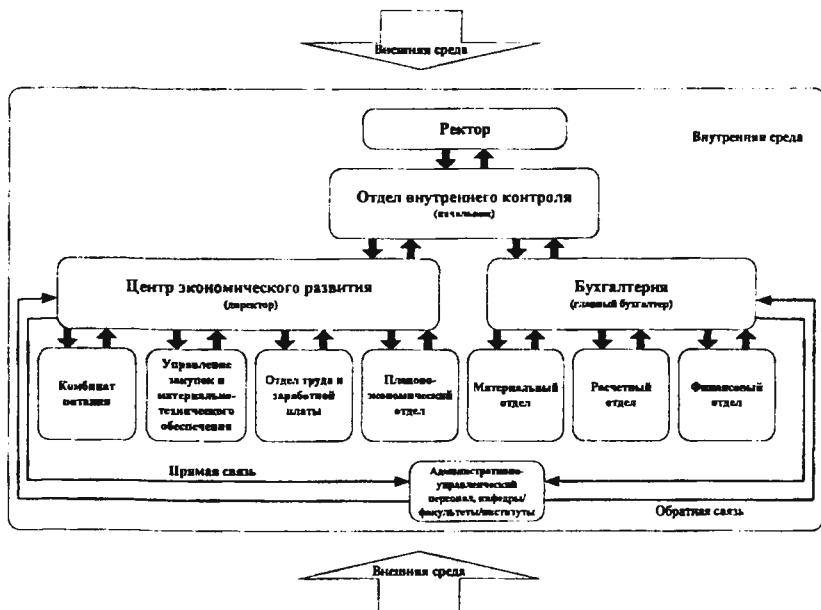 Внешняя среда
Ректор
Внутренняя среда
Отдел внутреннего контроля
(начальник)
Центр экономического развития
(директор)
Бухгалтерия
(главный бухгалтер)
Комбинат
питания
Управление
закупок и
материально-
технического
обеспечения
Отдел труда и
заработной
платы
Планово-
экономический
отдел
Материальный
отдел
Расчетный
отдел
Финансовый
отдел
Прямая связь
Административно-
управленческий
персонал, кафедры/
факультеты/институты
Обратная связь
Внешняя среда